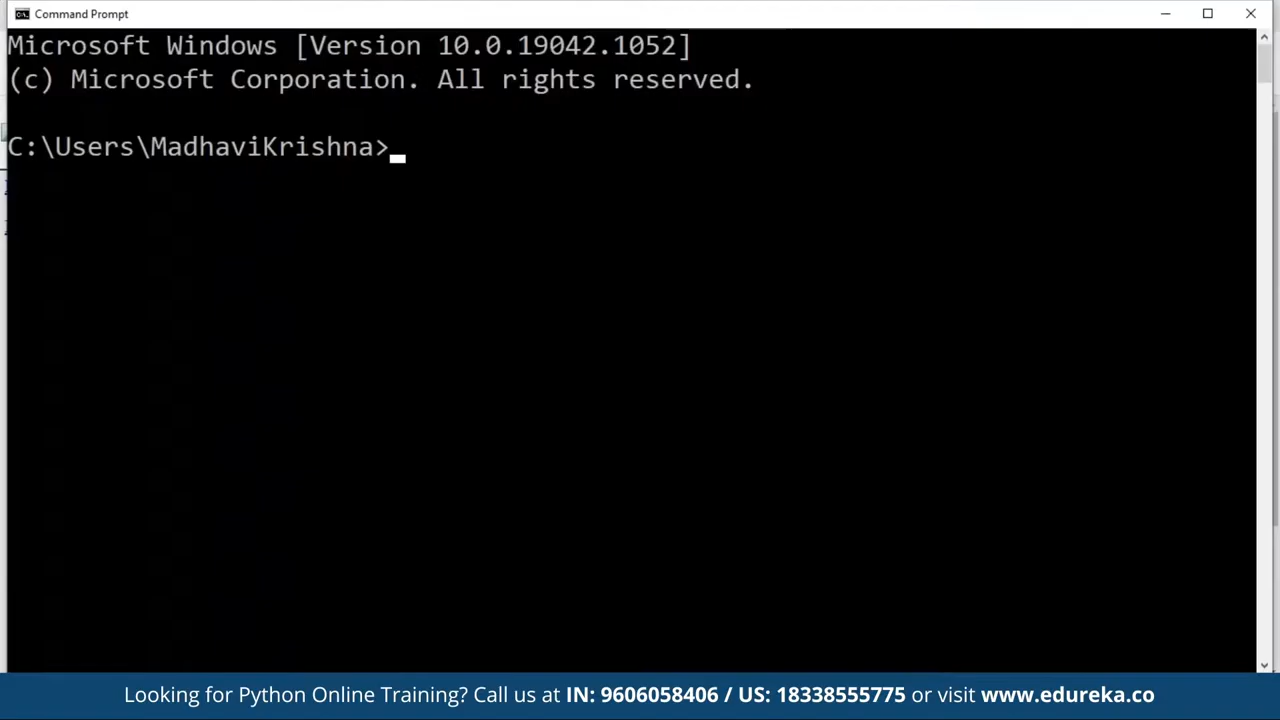 Command Prompt
Microsoft Windows [Version 10.0.19042.1052]
(c) Microsoft Corporation. All rights reserved.
C:\Users\MadhaviKrishna>
Looking for Python Online Training? Call us at IN: 9606058406 / US: 18338555775 or visit www.edureka.co